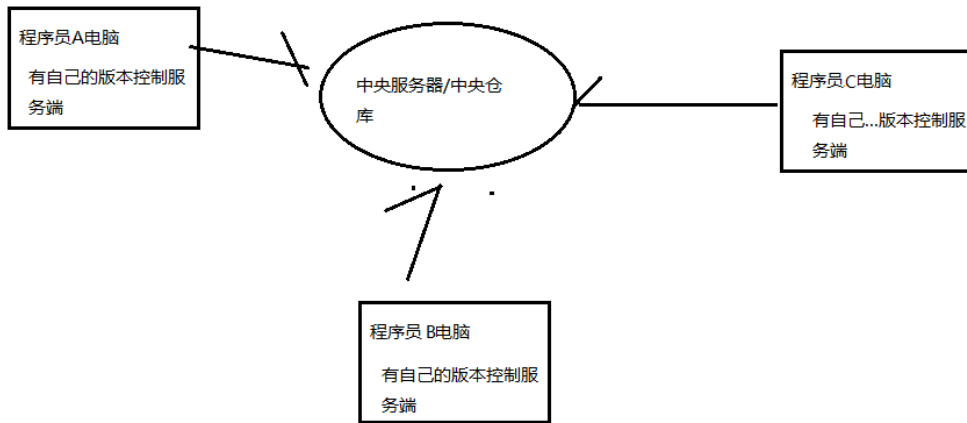 程序员A电脑
有自己的版本控制服
务端
中央服务器/中央仓
库
程序员C电脑
有自己...版本控制服
务端
程序员 B电脑
有自己的版本控制服
务端